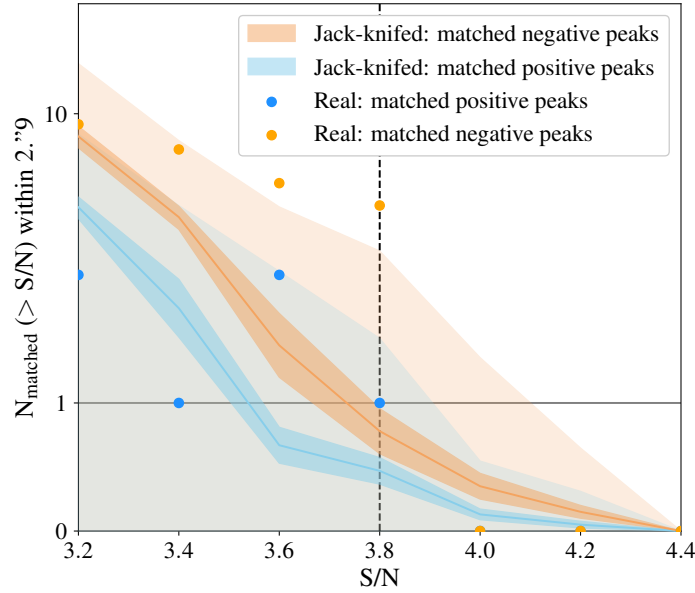 Jack-knifed: matched negative peaks
Jack-knifed: matched positive peaks
Real: matched positive peaks
Real: matched negative peaks
N_matched (> S/N) within 2.”9
10
1
0
3.2 3.4 3.6 3.8 4.0 4.2 4.4
S/N